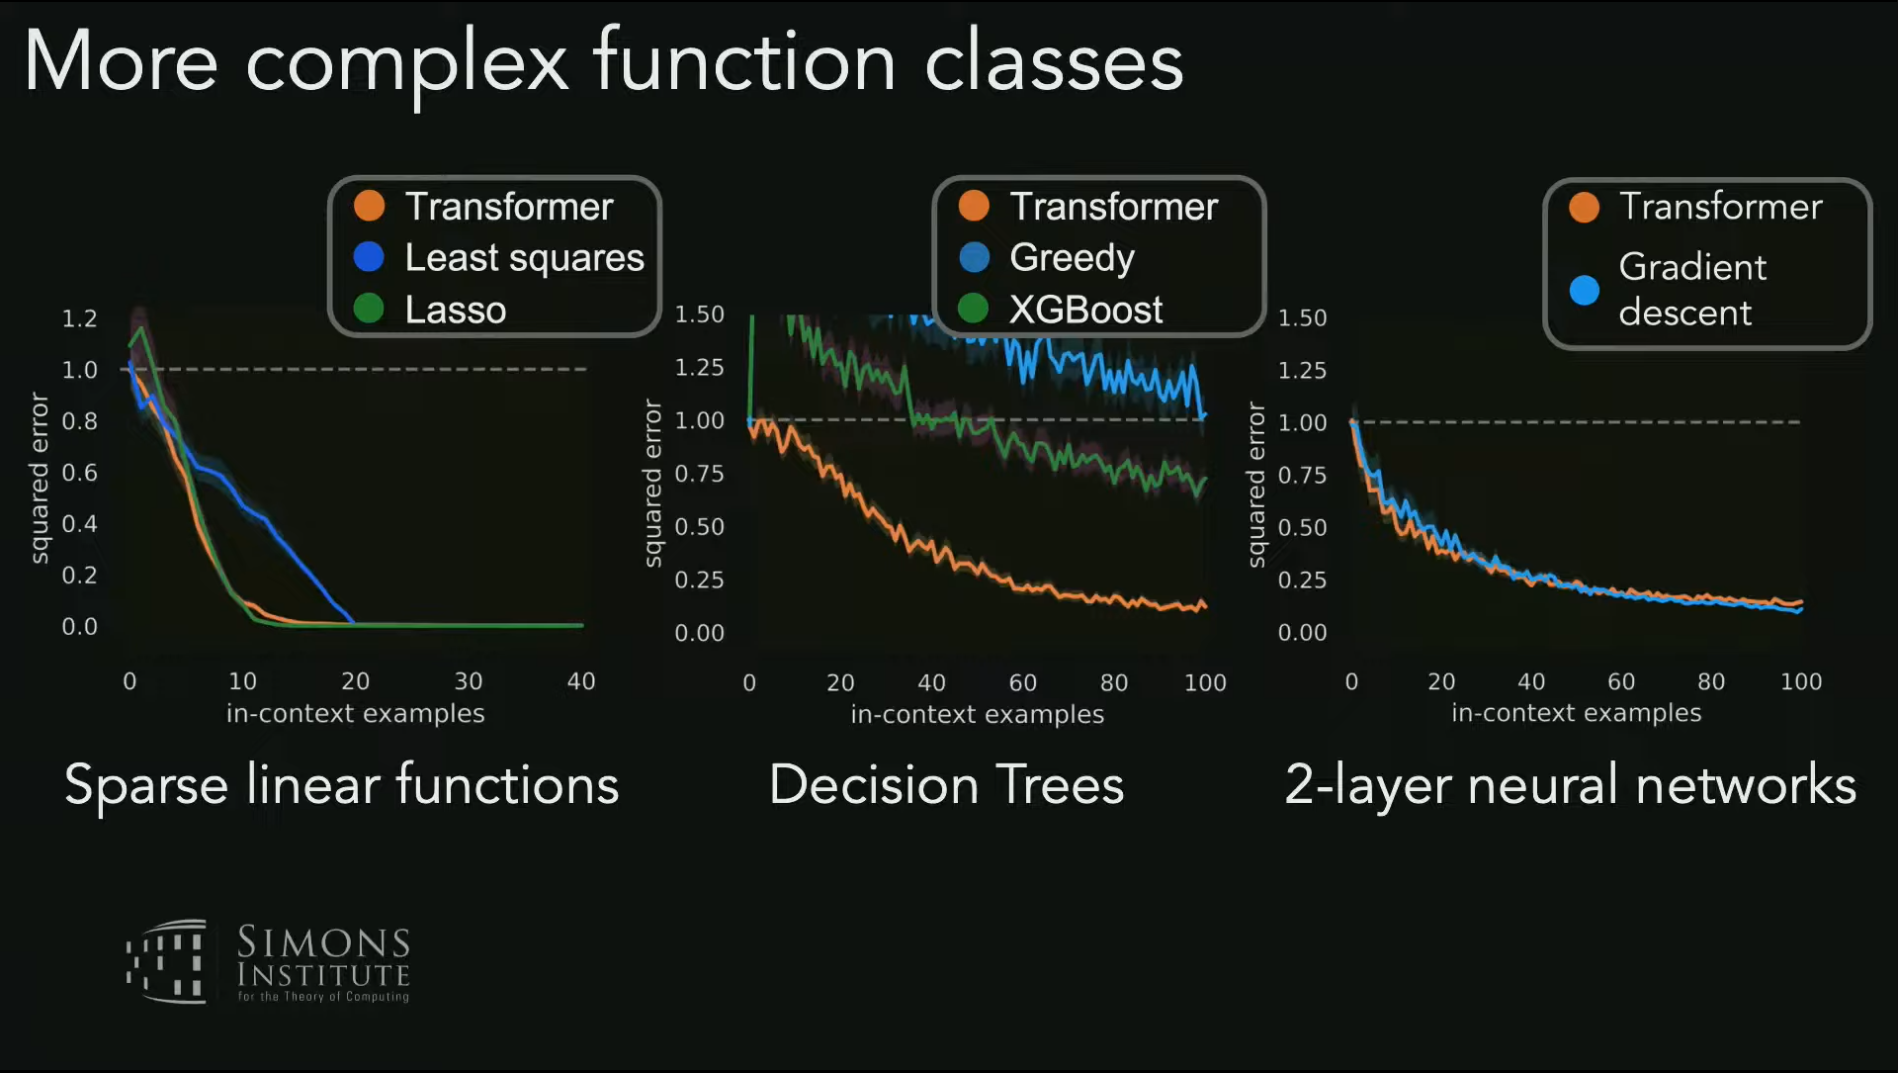 More complex function classes
Transformer
Least squares
Lasso
1.2
1.0
0.8
0.6
0.4
0.2
0.0
squared error
0 10 20 30 40
in-context examples
Sparse linear functions
Transformer
Greedy
XGBoost
1.50
1.25
1.00
0.75
0.50
0.25
0.00
squared error
0 20 40 60 80 100
in-context examples
Decision Trees
Transformer
Gradient
descent
1.50
1.25
1.00
0.75
0.50
0.25
0.00
squared error
0 20 40 60 80 100
in-context examples
2-layer neural networks
SIMONS
INSTITUTE
for the Theory of Computing